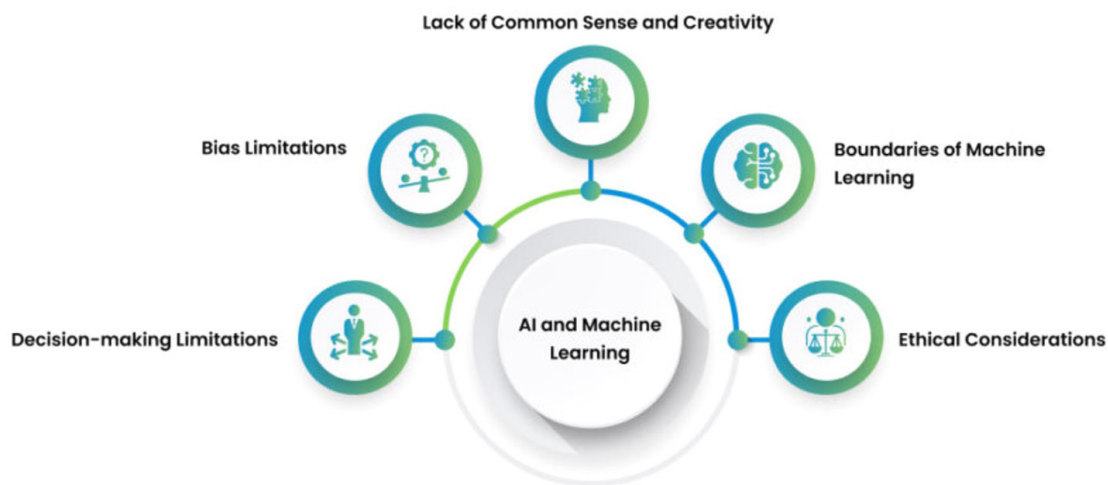 Lack of Common Sense and Creativity
Bias Limitations
Boundaries of Machine
Learning
?
Decision-making Limitations
AI and Machine
Learning
Ethical Considerations